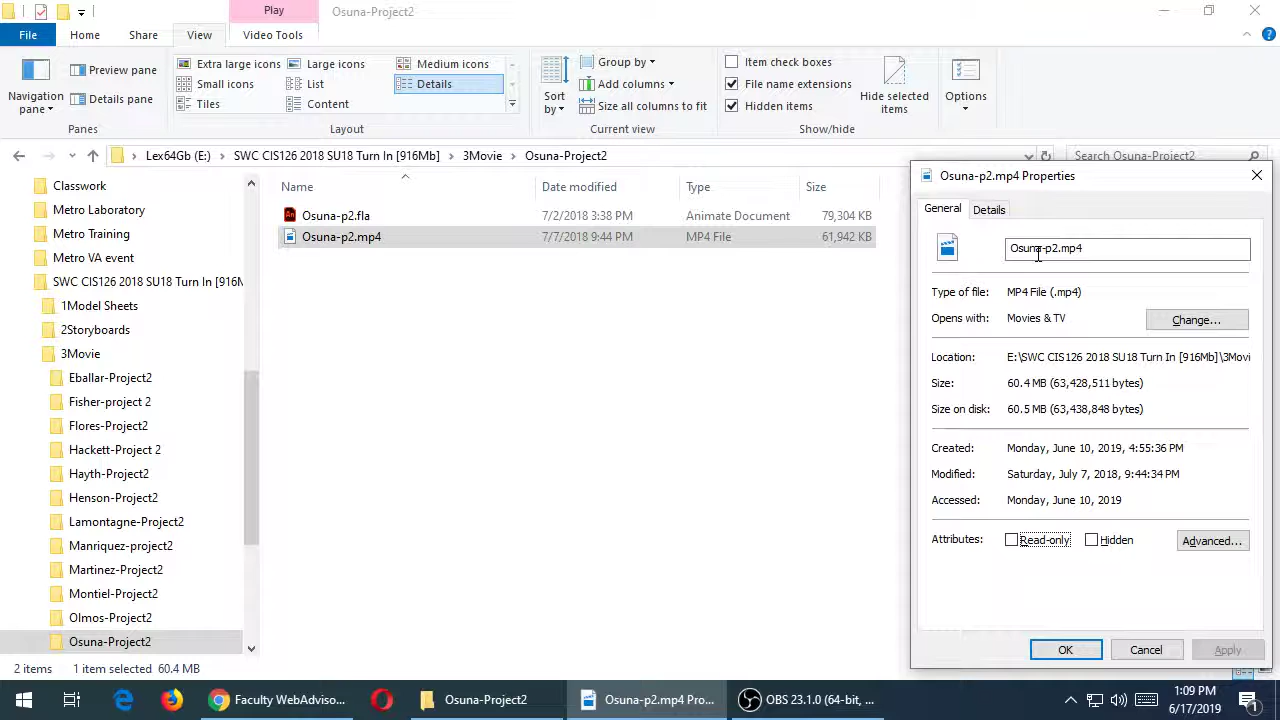 Play
Osuna-Project2
File
Home
Share
View
Video Tools
Navigation pane
Preview pane
Details pane
Panes
Extra large icons
Large icons
Medium icons
Small icons
List
Details
Tiles
Content
Layout
Sort by
Group by
Add columns
Size all columns to fit
Current view
Item check boxes
File name extensions
Hidden items
Hide selected items
Show/hide
Options
Lex64Gb (E:) SWC CIS126 2018 SU18 Turn In [916Mb] 3Movie Osuna-Project2
Search Osuna-Project2
Classwork
Metro Laboratory
Metro Training
Metro VA event
SWC CIS126 2018 SU18 Turn In [916M
1Model Sheets
2Storyboards
3Movie
Eballar-Project2
Fisher-project 2
Flores-Project2
Hackett-Project 2
Hayth-Project2
Henson-Project2
Lamontagne-Project2
Manriquez-project2
Martinez-Project2
Montiel-Project2
Olmos-Project2
Osuna-Project2
Name Date modified Type Size
Osuna-p2.fla 7/2/2018 3:38 PM Animate Document 79,304 KB
Osuna-p2.mp4 7/7/2018 9:44 PM MP4 File 61,942 KB
Osuna-p2.mp4 Properties
General
Details
Osuna-p2.mp4
Type of file: MP4 File (.mp4)
Opens with: Movies & TV Change...
Location: E:\SWC CIS126 2018 SU18 Turn In [916Mb]\3Movi
Size: 60.4 MB (63,428,511 bytes)
Size on disk: 60.5 MB (63,438,848 bytes)
Created: Monday, June 10, 2019, 4:55:36 PM
Modified: Saturday, July 7, 2018, 9:44:34 PM
Accessed: Monday, June 10, 2019
Attributes: Read-only Hidden Advanced...
OK Cancel Apply
2 items 1 item selected 60.4 MB
Faculty WebAdviso...
Osuna-Project2
Osuna-p2.mp4 Pro...
OBS 23.1.0 (64-bit, ...
1:09 PM
6/17/2019
1